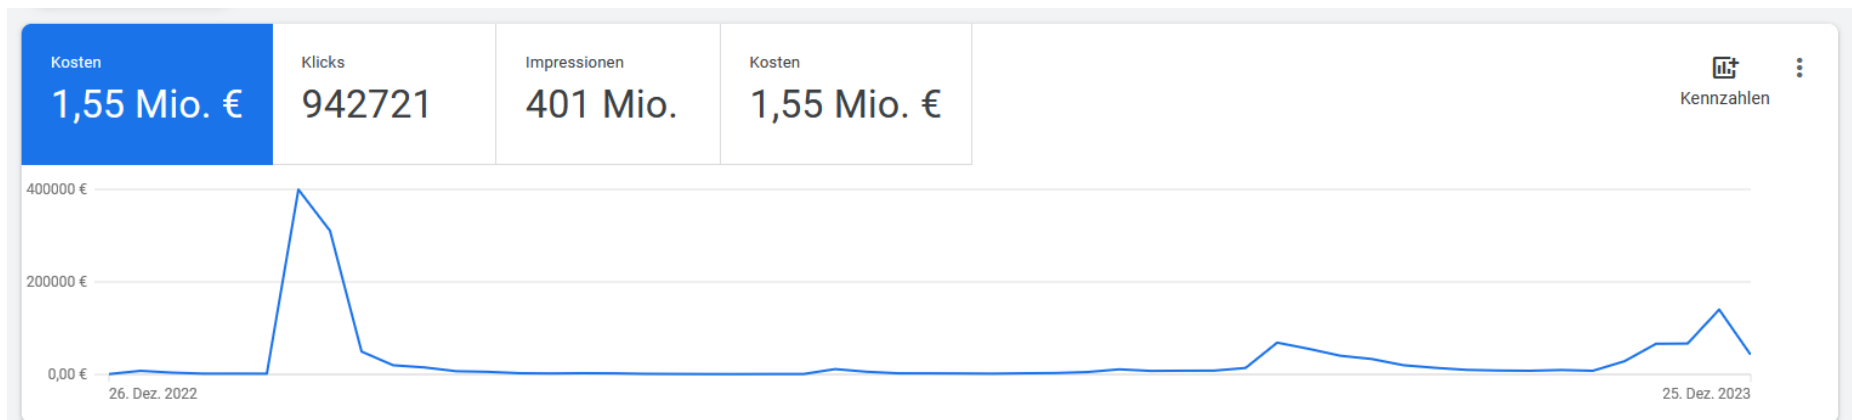 Kosten
1,55 Mio. €
Klicks
942721
Impressionen
401 Mio.
Kosten
1,55 Mio. €
Kennzahlen
400000 €
200000 €
0,00 €
26. Dez. 2022
25. Dez. 2023